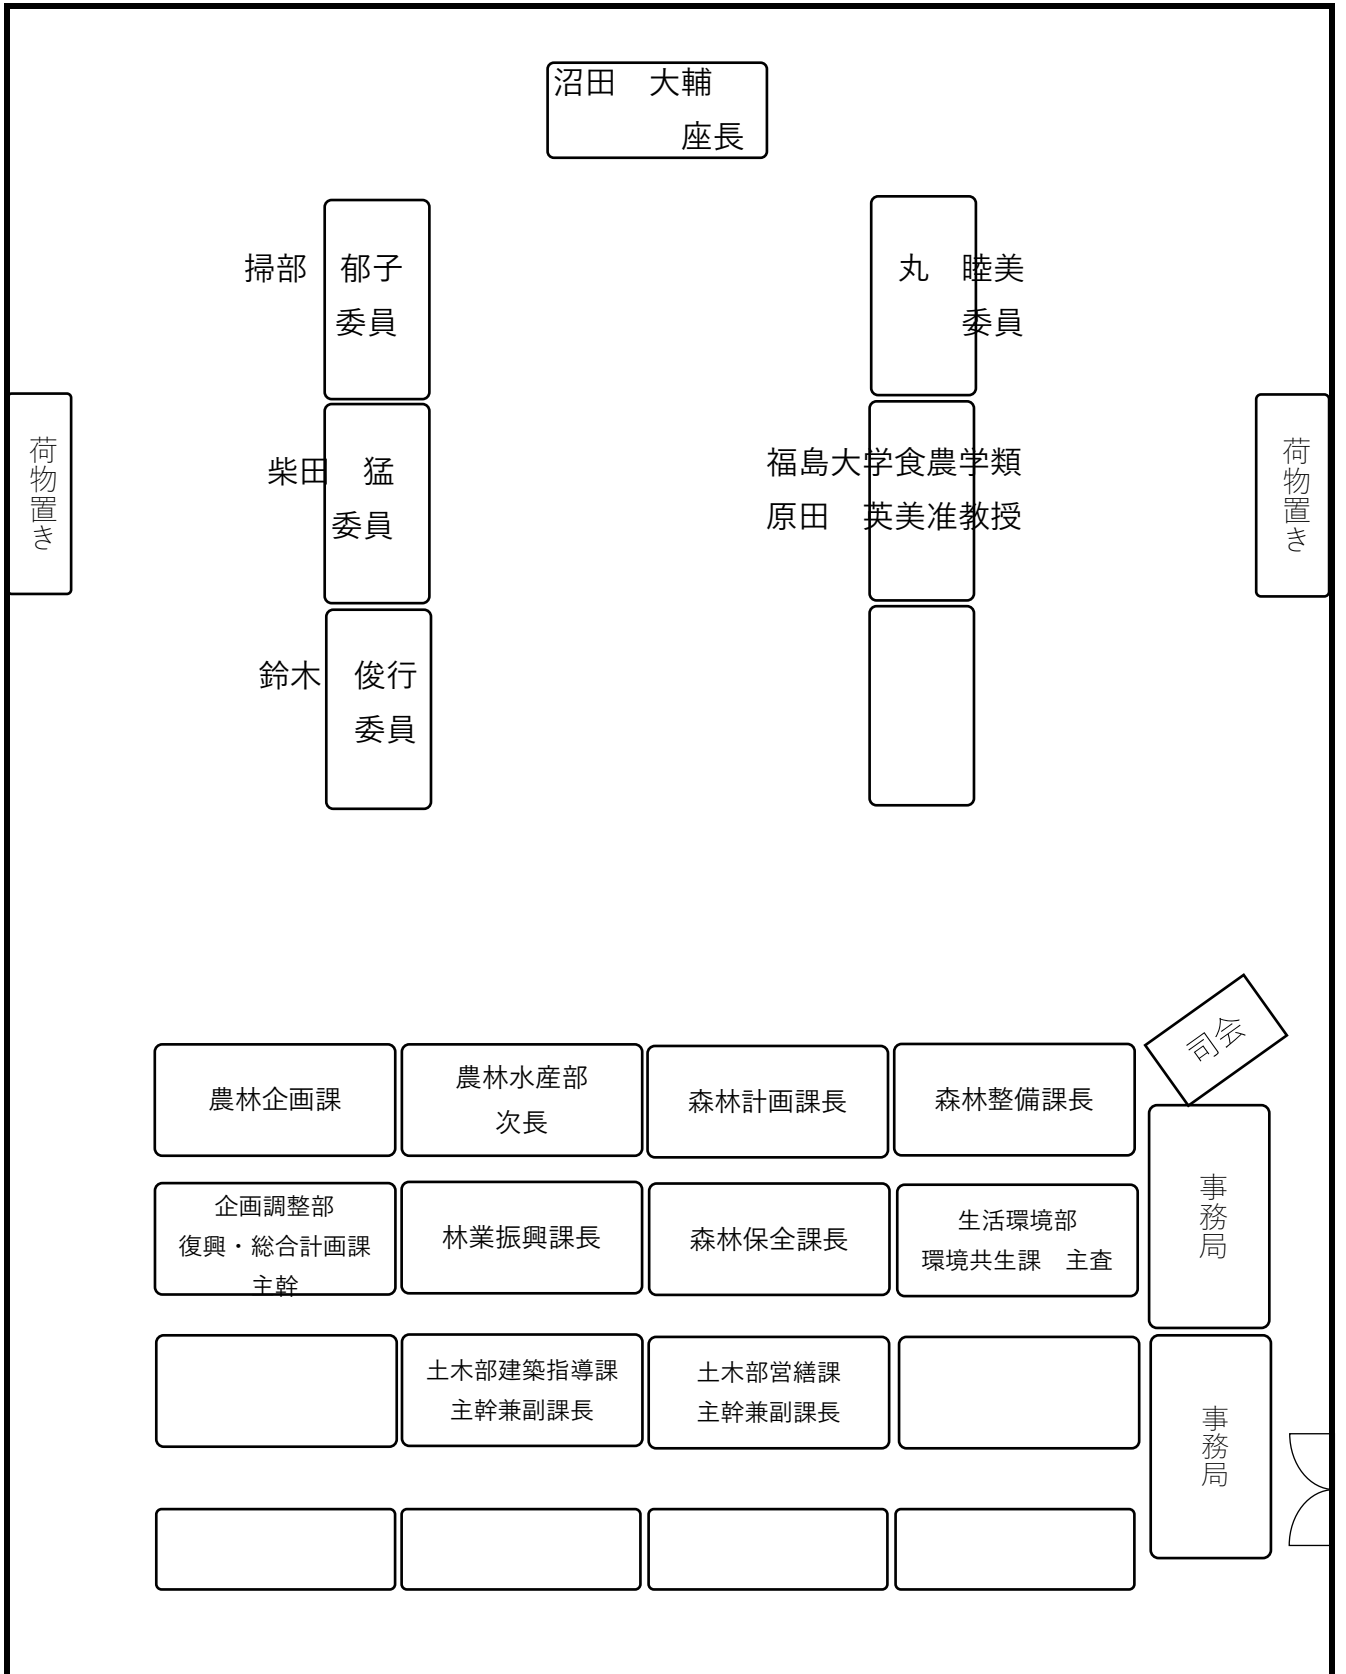 沼田　大輔
座長
掃部　郁子
委員
丸　睦美
委員
柴田　猛
委員
福島大学食農学類
原田　英美准教授
鈴木　俊行
委員
荷物置き
荷物置き
司会
農林企画課
農林水産部
次長
森林計画課長
森林整備課長
企画調整部
復興・総合計画課
主幹
林業振興課長
森林保全課長
生活環境部
環境共生課　主査
事務局
土木部建築指導課
主幹兼副課長
土木部営繕課
主幹兼副課長
事務局